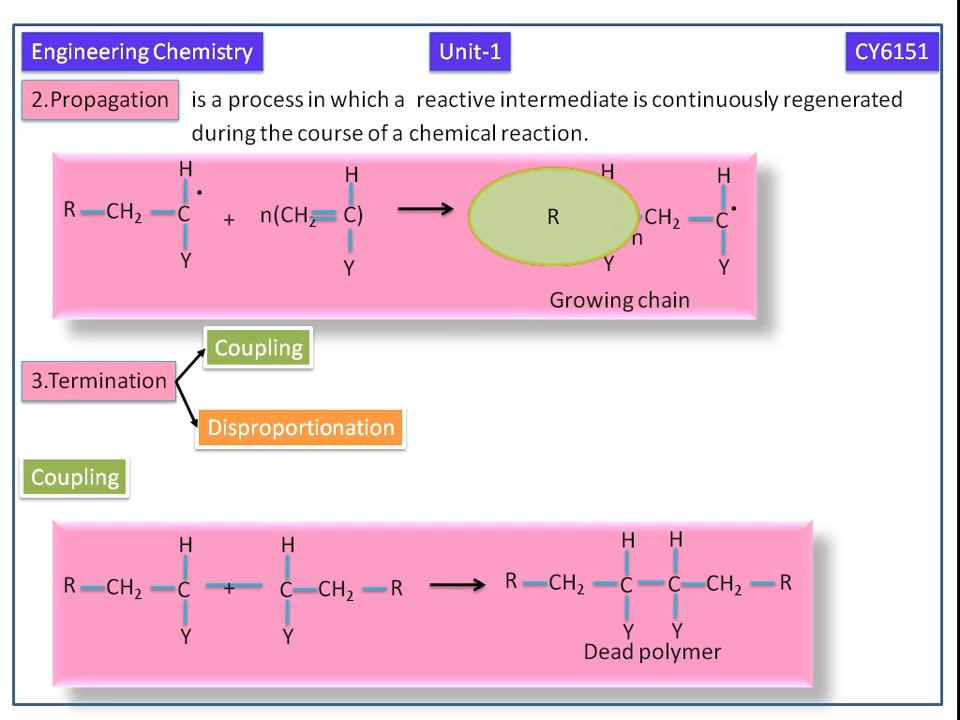 Engineering Chemistry Unit-1 CY6151
2.Propagation is a process in which a reactive intermediate is continuously regenerated
during the course of a chemical reaction.
H H H H
R CH₂ C• + n(CH₂ C) R CH₂ C•
n
Y Y Y Y
Growing chain
Coupling
3.Termination
Disproportionation
Coupling
H H H H
R CH₂ C + C CH₂ R R CH₂ C C CH₂ R
Y Y Y Y
Dead polymer